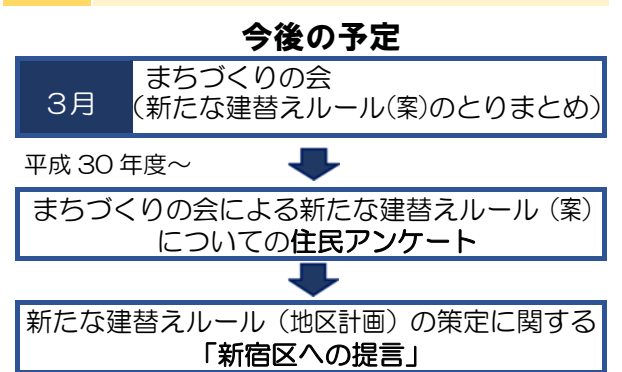 今後の予定
3月
まちづくりの会
(新たな建替えルール(案)のとりまとめ)
平成 30 年度~
まちづくりの会による新たな建替えルール(案)
についての住民アンケート
新たな建替えルール(地区計画)の策定に関する
「新宿区への提言」